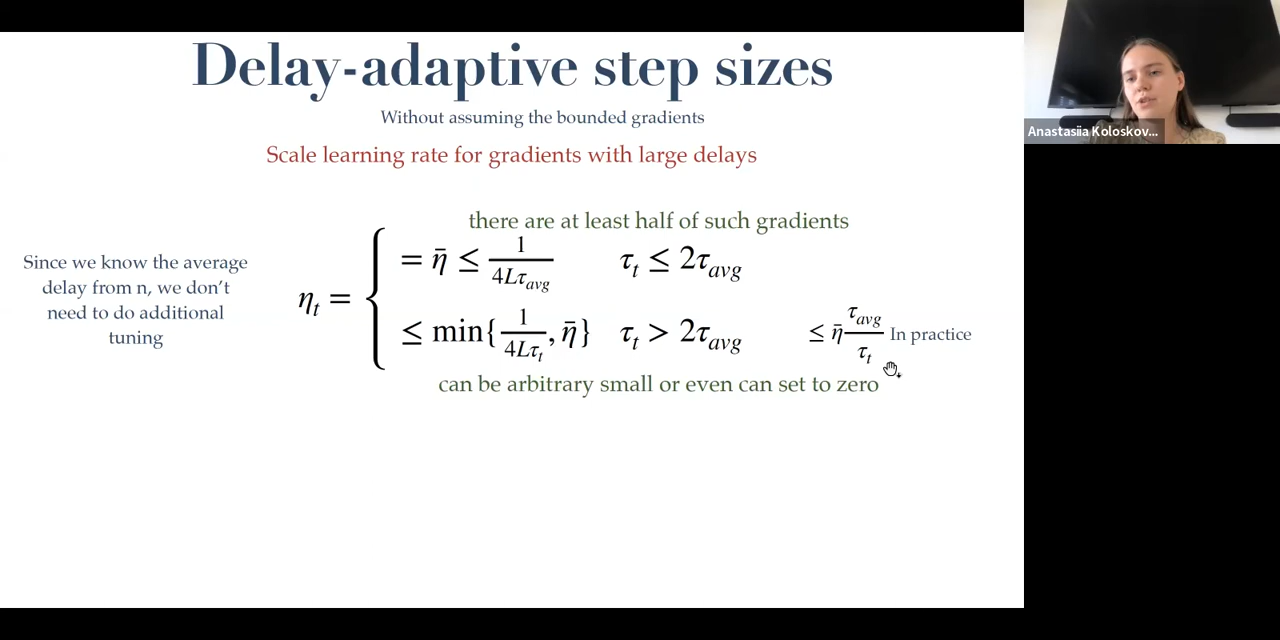 Delay-adaptive step sizes
Without assuming the bounded gradients
Scale learning rate for gradients with large delays
there are at least half of such gradients
Since we know the average
delay from n, we don't
need to do additional
tuning
η_t = { = η̄ ≤ 1/(4Lτ_avg)   τ_t ≤ 2τ_avg
≤ min{1/(4Lτ_t), η̄}   τ_t > 2τ_avg
≤ η̄ τ_avg/τ_t In practice
can be arbitrary small or even can set to zero
Anastasiia Koloskov...